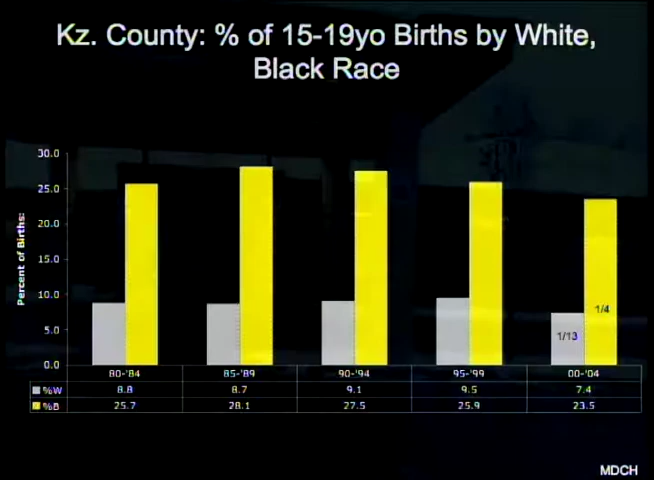 Kz. County: % of 15-19yo Births by White,
Black Race
Percent of Births:
30.0
25.0
20.0
15.0
10.0
5.0
0.0
1/13
1/4
80-'84 85-'89 90-'94 95-'99 00-'04
%W 8.8 8.7 9.1 9.5 7.4
%B 25.7 28.1 27.5 25.9 23.5
MDCH